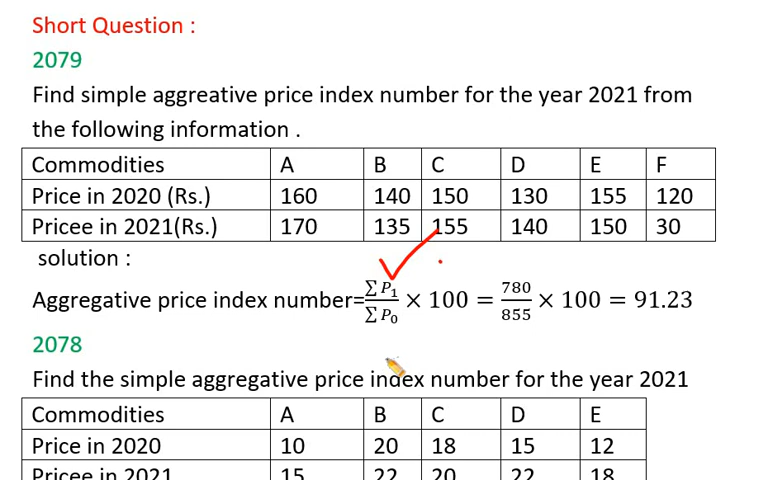 Short Question :
2079
Find simple aggreative price index number for the year 2021 from
the following information .
Commodities A B C D E F
Price in 2020 (Rs.) 160 140 150 130 155 120
Pricee in 2021(Rs.) 170 135 155 140 150 30
solution :
Aggregative price index number=∑ P₁/∑ P₀ × 100 = 780/855 × 100 = 91.23
2078
Find the simple aggregative price index number for the year 2021
Commodities A B C D E
Price in 2020 10 20 18 15 12
Pricee in 2021 15 22 20 22 18